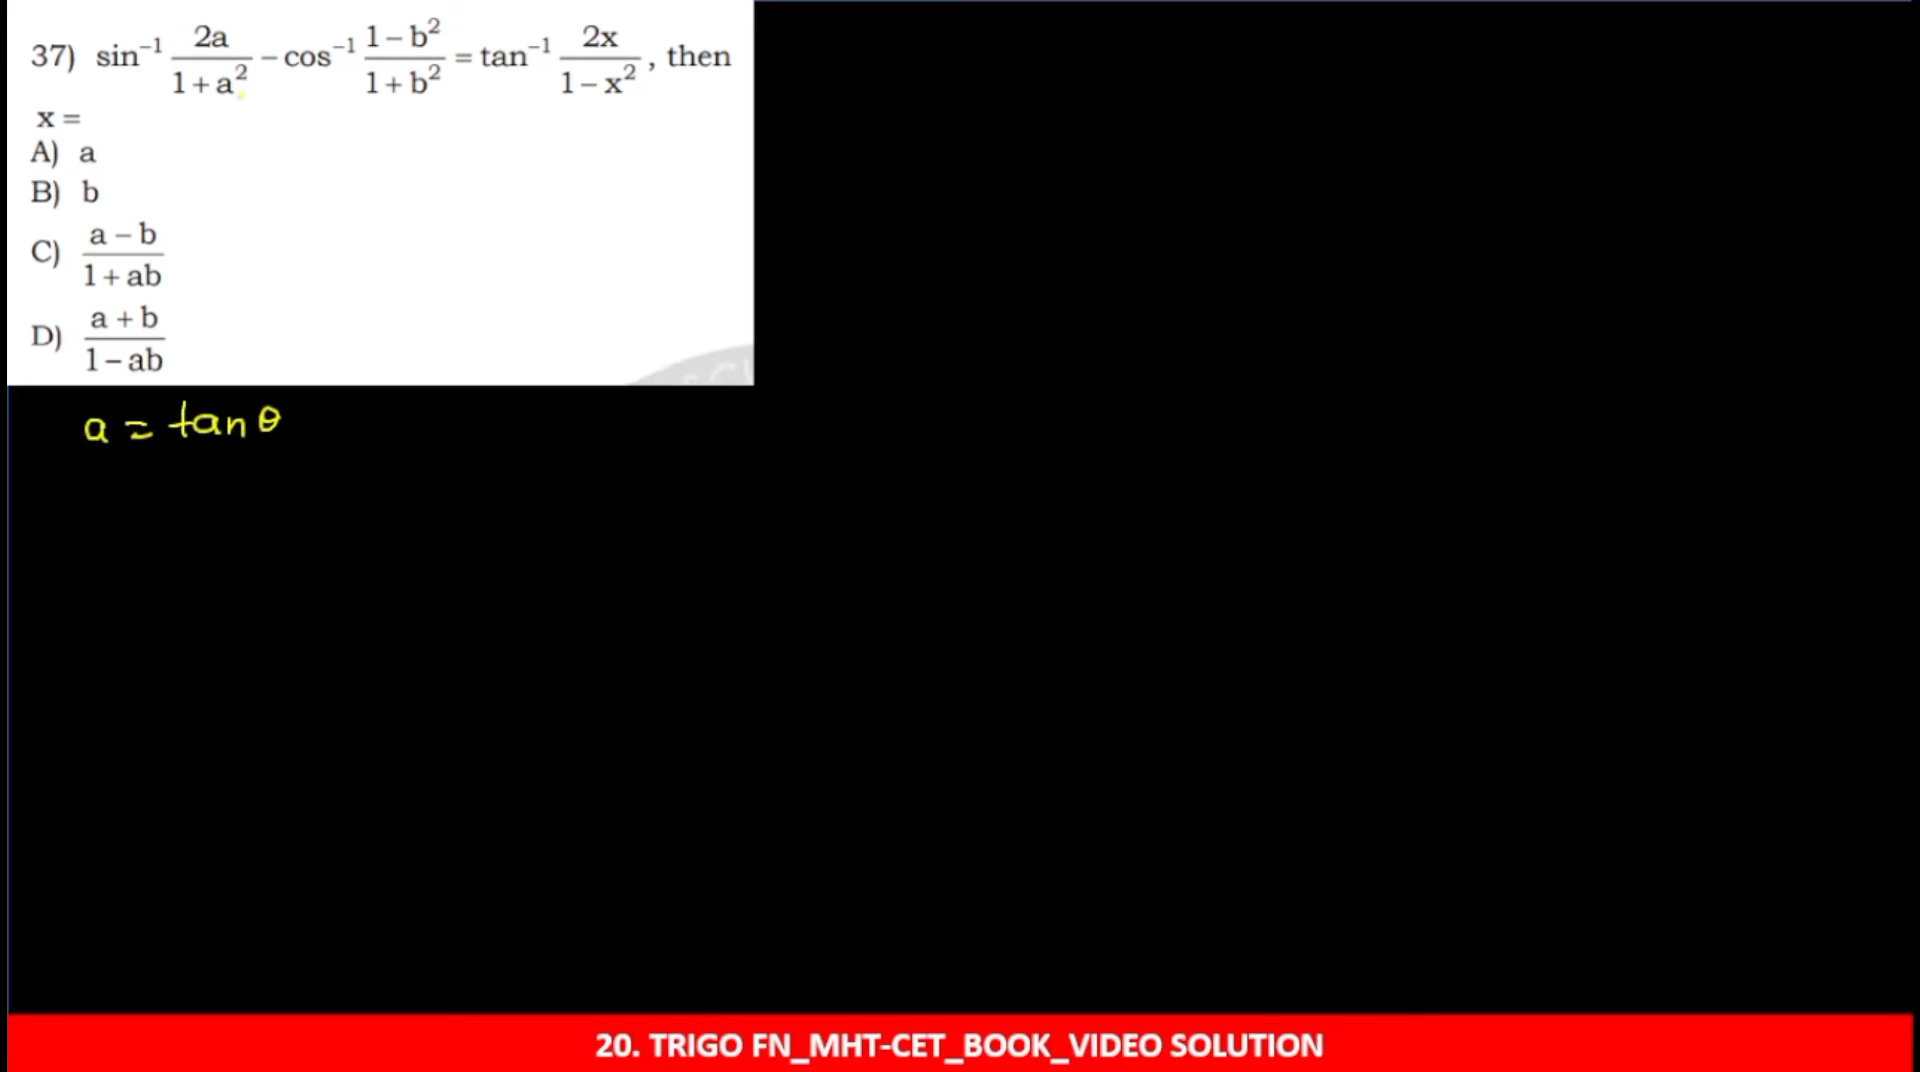 37) sin⁻¹ 2a/(1+a²) − cos⁻¹ (1−b²)/(1+b²) = tan⁻¹ 2x/(1−x²), then
x =
A) a
B) b
C) (a−b)/(1+ab)
D) (a+b)/(1−ab)
a = tan θ
20. TRIGO FN_MHT-CET_BOOK_VIDEO SOLUTION